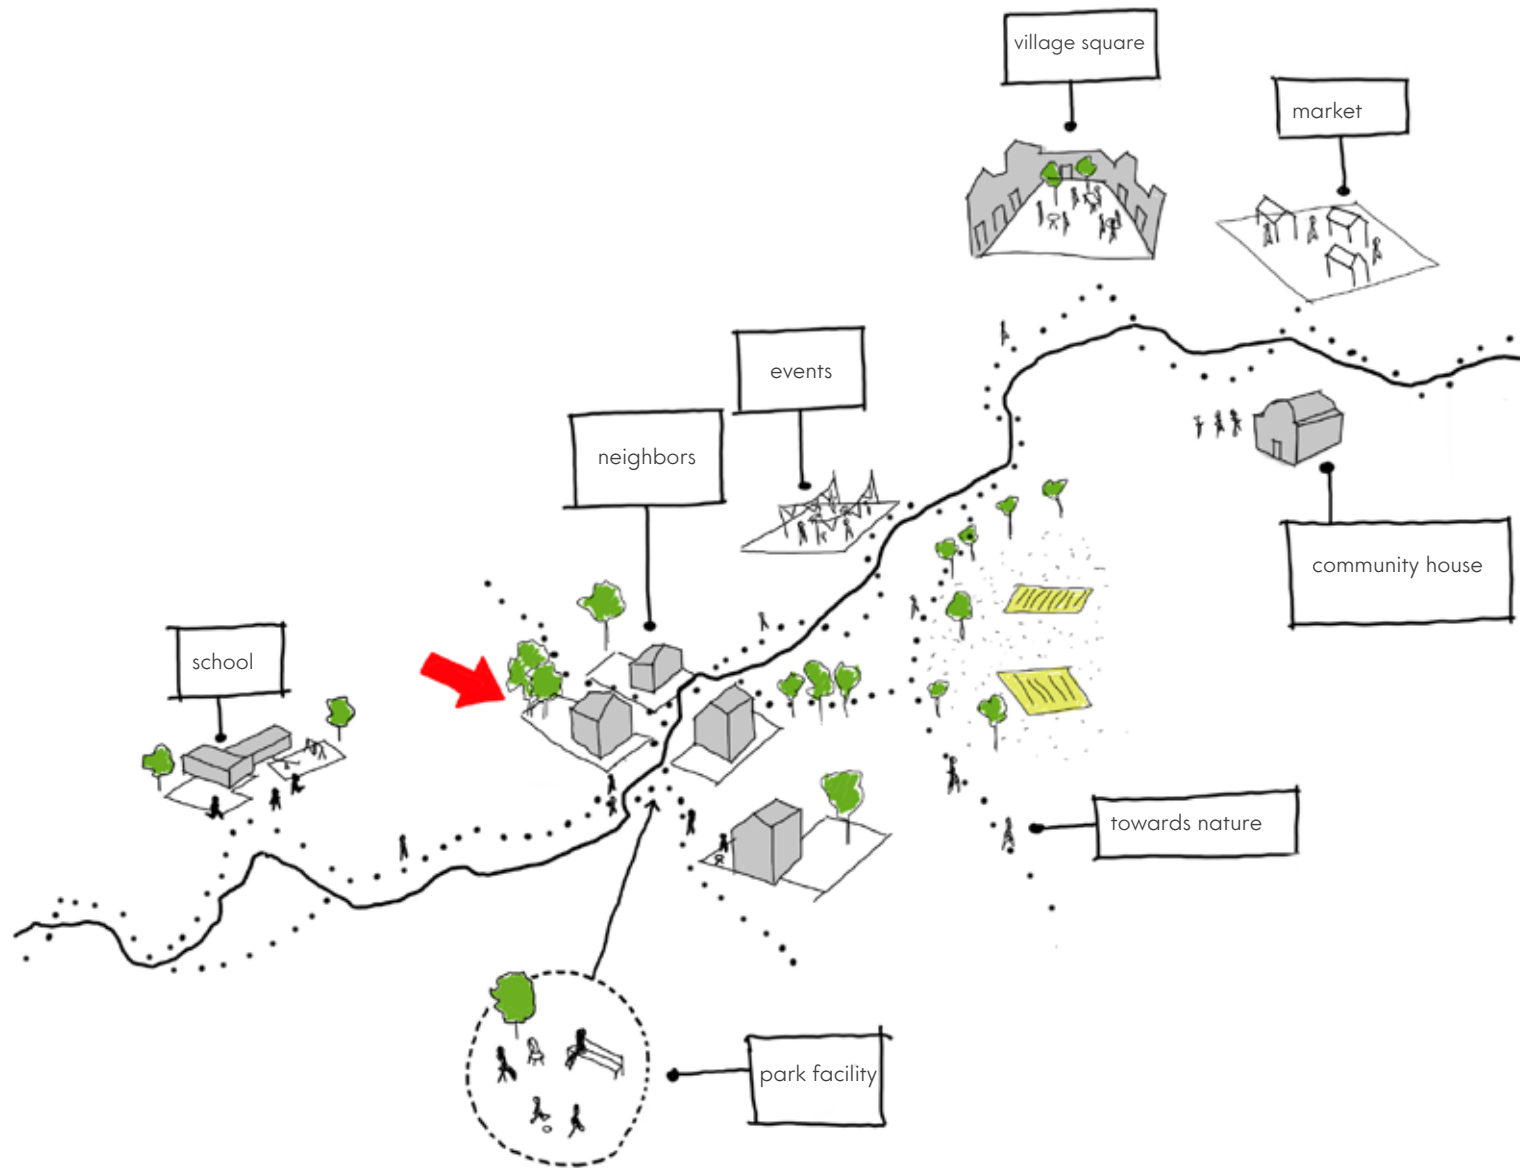 village square
market
events
neighbors
community house
school
towards nature
park facility